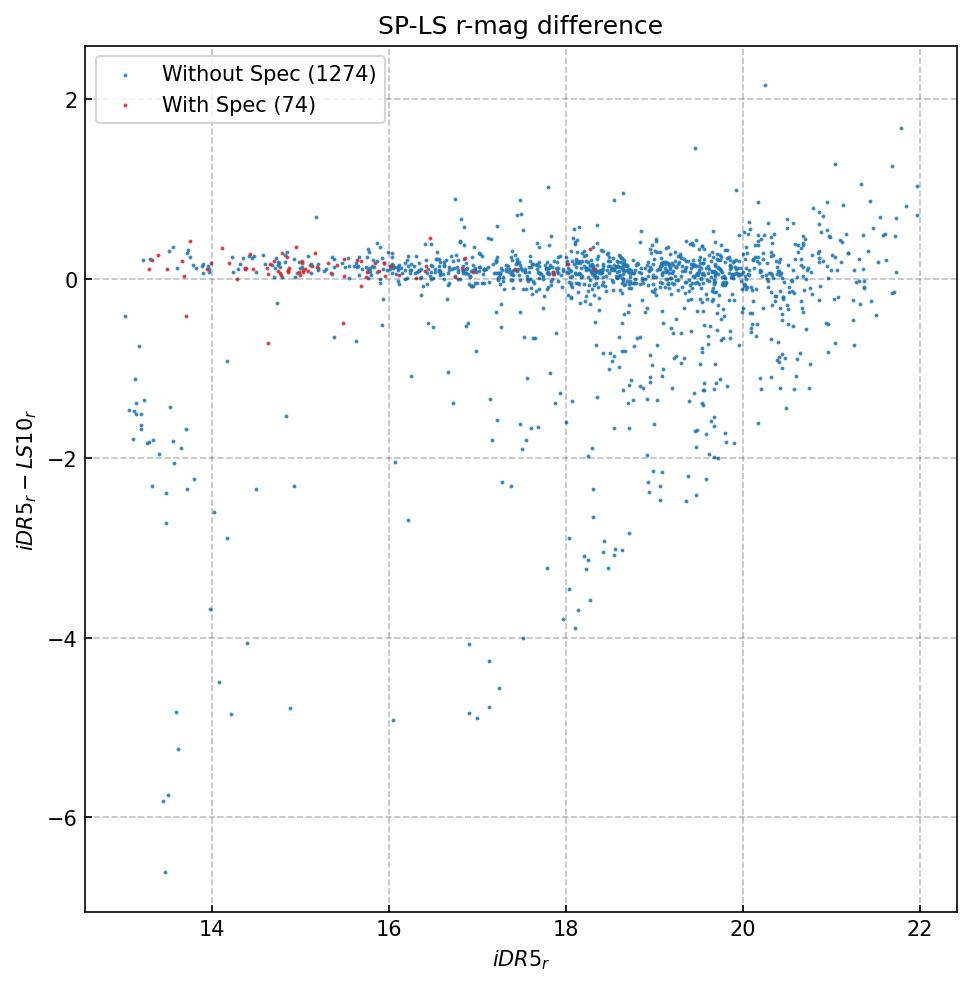 SP-LS r-mag difference
Without Spec (1274)
With Spec (74)
2
0
−2
−4
−6
iDR5r − LS10r
14
16
18
20
22
iDR5r